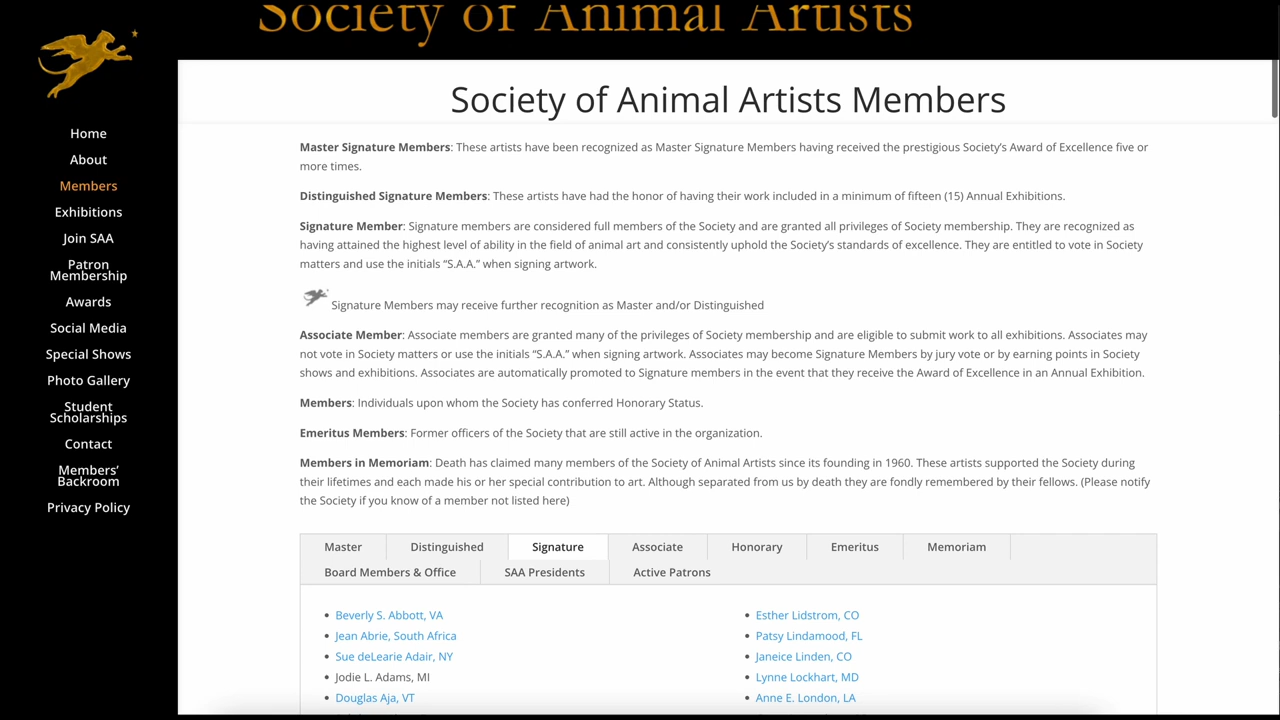 Society of Animal Artists
Home
About
Members
Exhibitions
Join SAA
Patron
Membership
Awards
Social Media
Special Shows
Photo Gallery
Student
Scholarships
Contact
Members’
Backroom
Privacy Policy
Society of Animal Artists Members
Master Signature Members: These artists have been recognized as Master Signature Members having received the prestigious Society’s Award of Excellence five or
more times.
Distinguished Signature Members: These artists have had the honor of having their work included in a minimum of fifteen (15) Annual Exhibitions.
Signature Member: Signature members are considered full members of the Society and are granted all privileges of Society membership. They are recognized as
having attained the highest level of ability in the field of animal art and consistently uphold the Society’s standards of excellence. They are entitled to vote in Society
matters and use the initials “S.A.A.” when signing artwork.
Signature Members may receive further recognition as Master and/or Distinguished
Associate Member: Associate members are granted many of the privileges of Society membership and are eligible to submit work to all exhibitions. Associates may
not vote in Society matters or use the initials “S.A.A.” when signing artwork. Associates may become Signature Members by jury vote or by earning points in Society
shows and exhibitions. Associates are automatically promoted to Signature members in the event that they receive the Award of Excellence in an Annual Exhibition.
Members: Individuals upon whom the Society has conferred Honorary Status.
Emeritus Members: Former officers of the Society that are still active in the organization.
Members in Memoriam: Death has claimed many members of the Society of Animal Artists since its founding in 1960. These artists supported the Society during
their lifetimes and each made his or her special contribution to art. Although separated from us by death they are fondly remembered by their fellows. (Please notify
the Society if you know of a member not listed here)
Master Distinguished Signature Associate Honorary Emeritus Memoriam
Board Members & Office SAA Presidents Active Patrons
Beverly S. Abbott, VA
Jean Abrie, South Africa
Sue deLearie Adair, NY
Jodie L. Adams, MI
Douglas Aja, VT
Esther Lidstrom, CO
Patsy Lindamood, FL
Janeice Linden, CO
Lynne Lockhart, MD
Anne E. London, LA